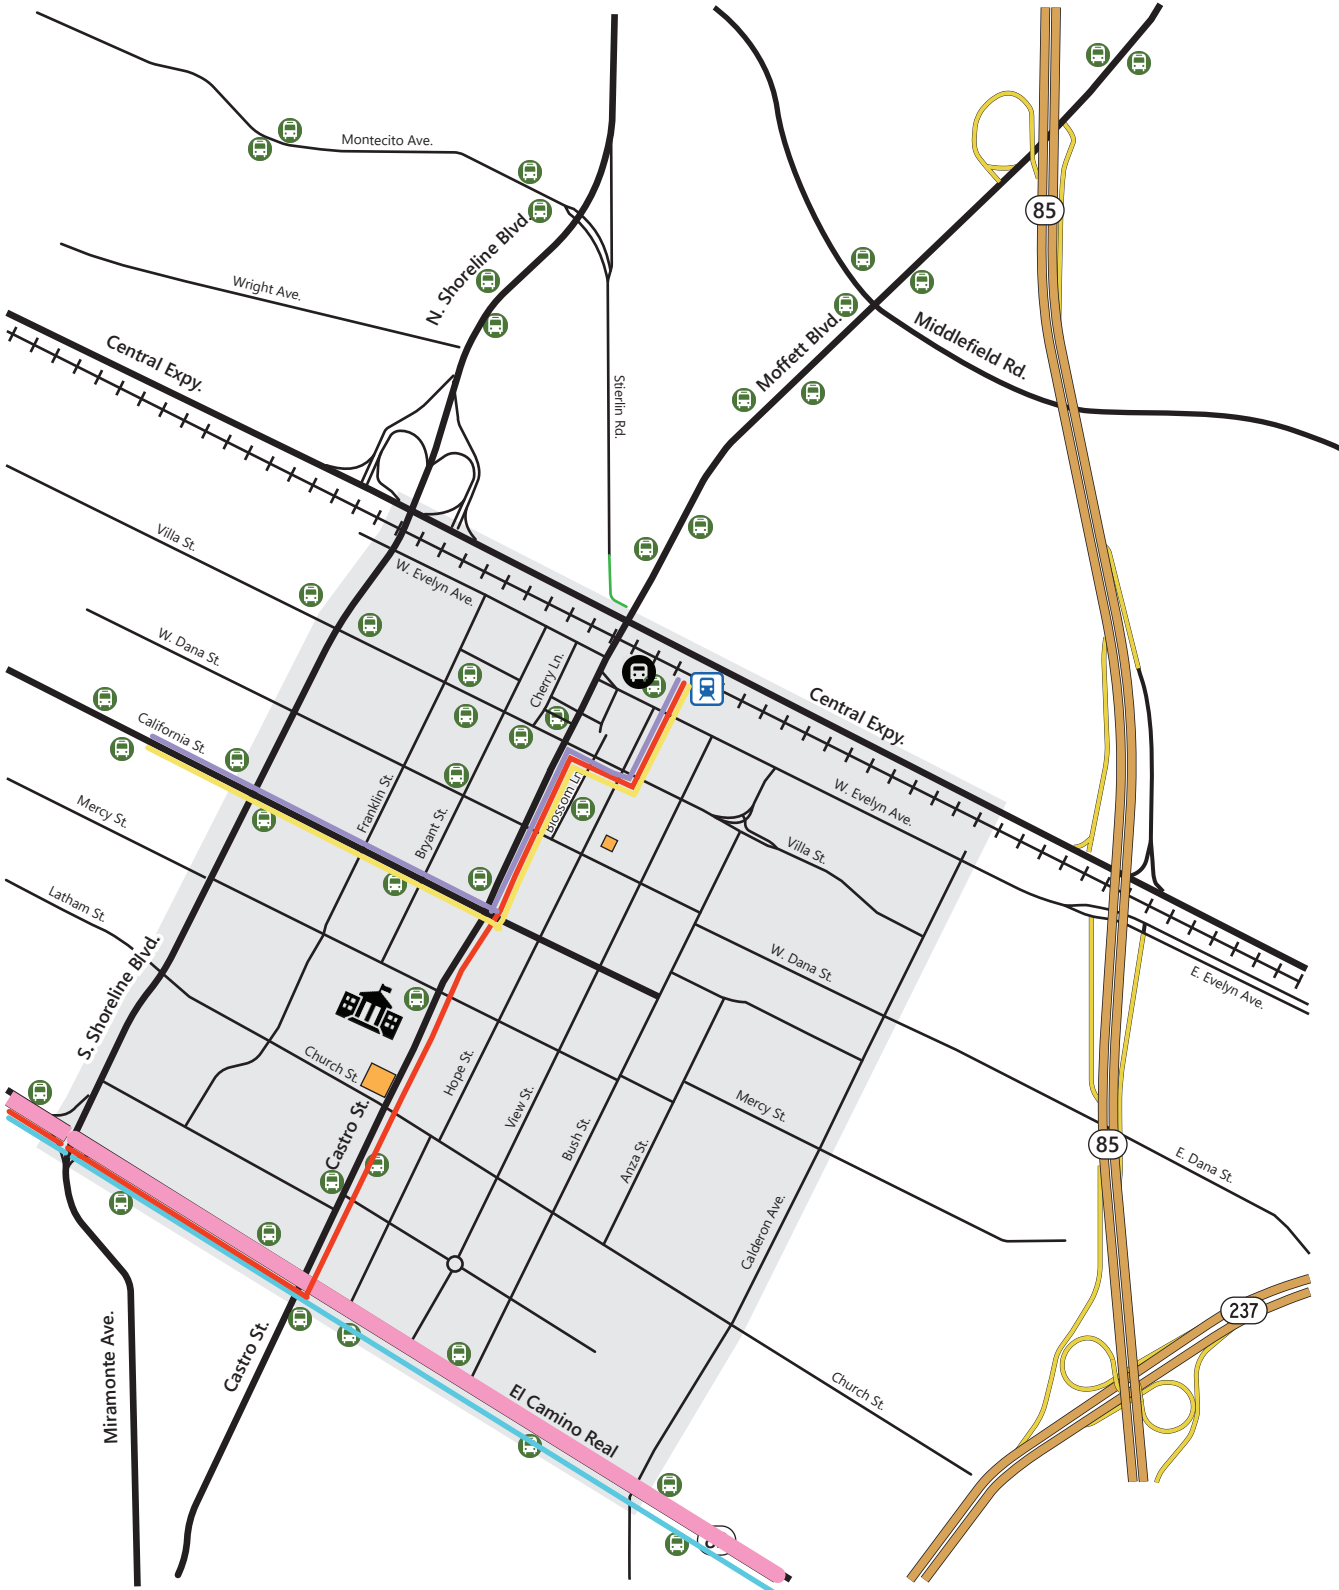 Montecito Ave.
85
N. Shoreline Blvd.
Wright Ave.
Central Expy.
Moffett Blvd.
Middlefield Rd.
Stierlin Rd.
Villa St.
W. Evelyn Ave.
W. Dana St.
Cherry Ln.
Central Expy.
California St.
Franklin St.
Bryant St.
Blossom Ln.
W. Evelyn Ave.
Mercy St.
Villa St.
Latham St.
S. Shoreline Blvd.
W. Dana St.
E. Evelyn Ave.
Church St.
Hope St.
View St.
Mercy St.
Castro St.
Bush St.
Anza St.
85
E. Dana St.
Calderon Ave.
237
Miramonte Ave.
Castro St.
El Camino Real
Church St.